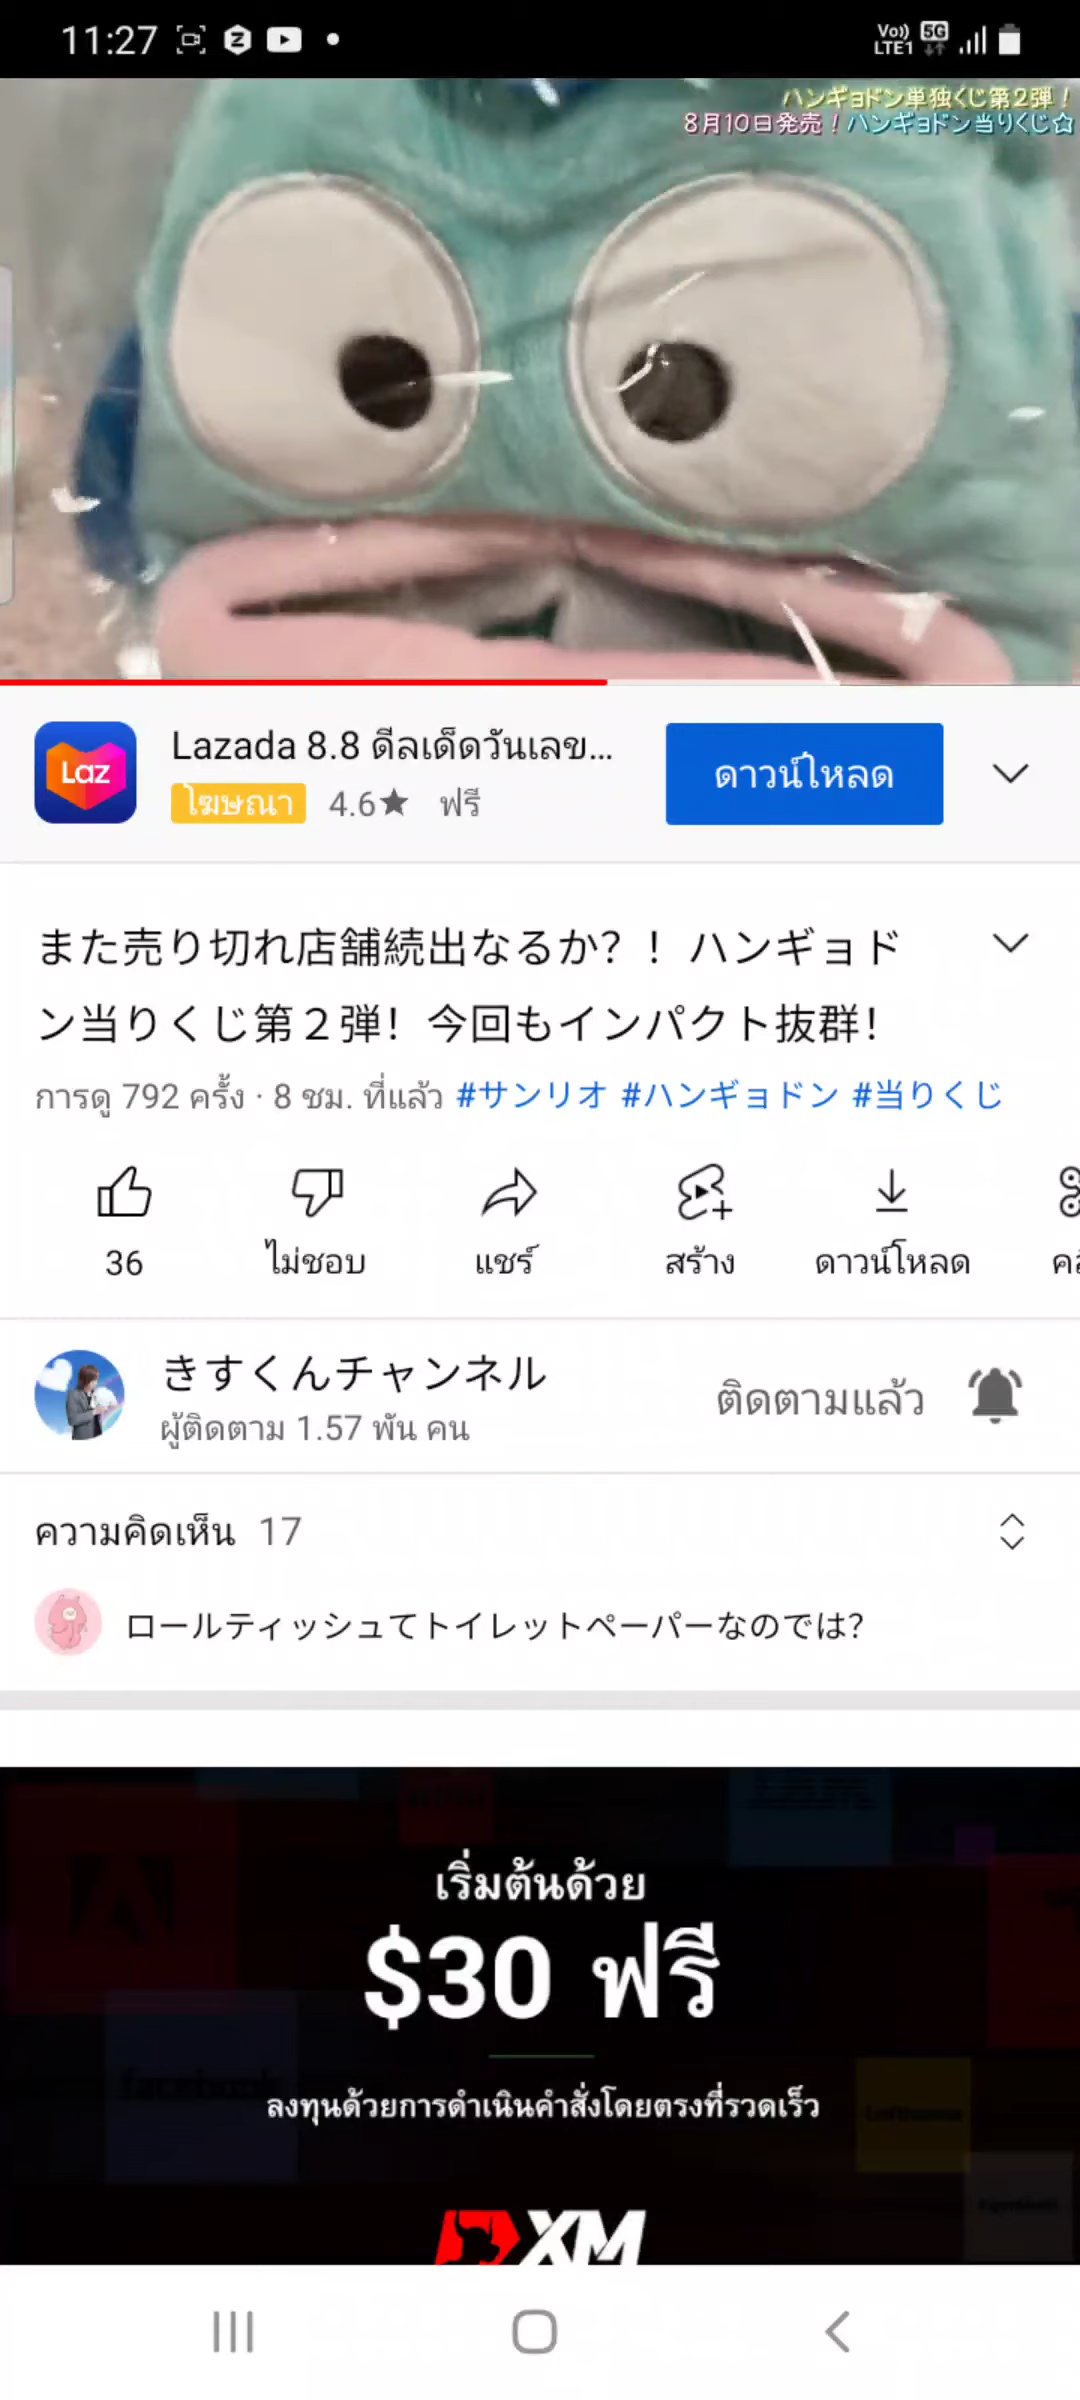 11:27
Vo)) LTE1 5G
ハンギョドン単独くじ第2弾！
8月10日発売！ハンギョドン当りくじ☆
Laz
Lazada 8.8 ดีลเด็ดวันเลข...
โฆษณา 4.6★ ฟรี
ดาวน์โหลด
また売り切れ店舗続出なるか？！ハンギョド
ン当りくじ第２弾！今回もインパクト抜群！
การดู 792 ครั้ง · 8 ชม. ที่แล้ว #サンリオ #ハンギョドン #当りくじ
36 ไม่ชอบ แชร์ สร้าง ดาวน์โหลด
きすくんチャンネル
ผู้ติดตาม 1.57 พัน คน
ติดตามแล้ว
ความคิดเห็น 17
ロールティッシュてトイレットペーパーなのでは？
เริ่มต้นด้วย
$30 ฟรี
facebook
ลงทุนด้วยการดำเนินคำสั่งโดยตรงที่รวดเร็ว
XM